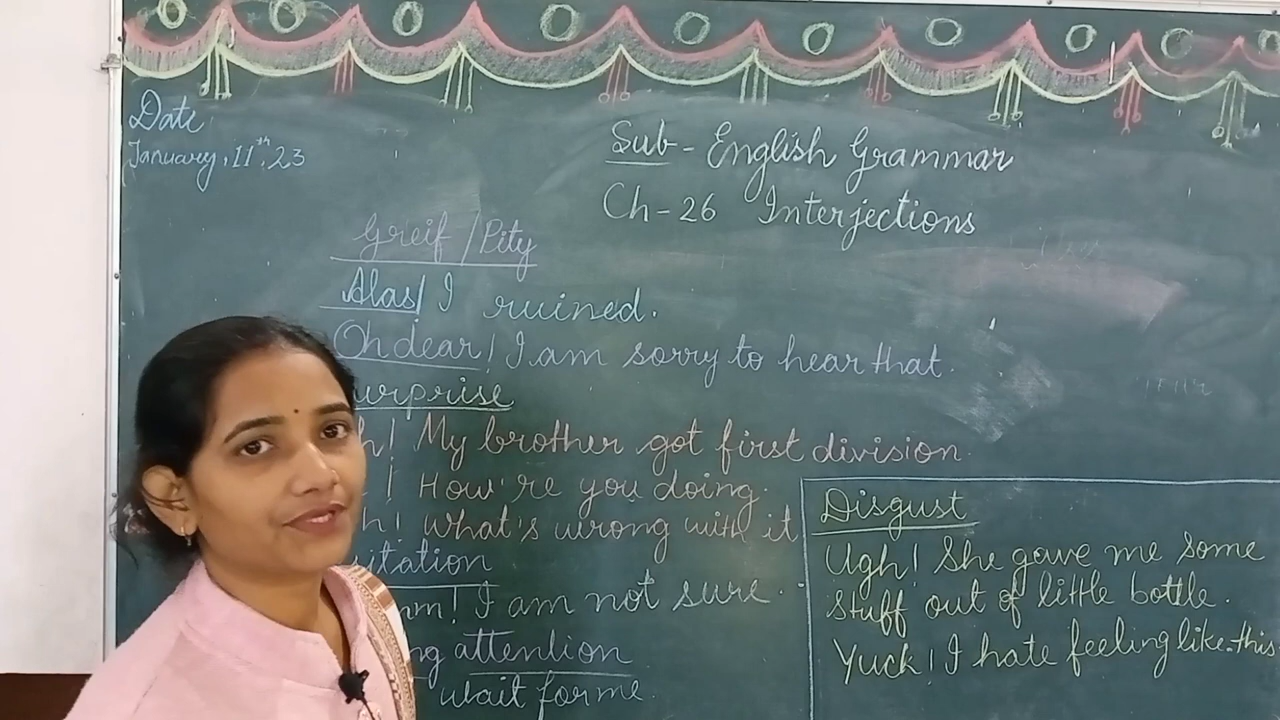 Date
January, 11th, 23
Sub - English Grammar
Ch - 26 Interjections
Greif / Pity
Alas! I ruined.
Oh dear! I am sorry to hear that.
urprise
h! My brother got first division.
! How're you doing.
h! what's wrong with it
itation
mm! I am not sure.
ng attention
wait for me.
Disgust
Ugh! She gave me some
stuff out of little bottle.
Yuck! I hate feeling like this